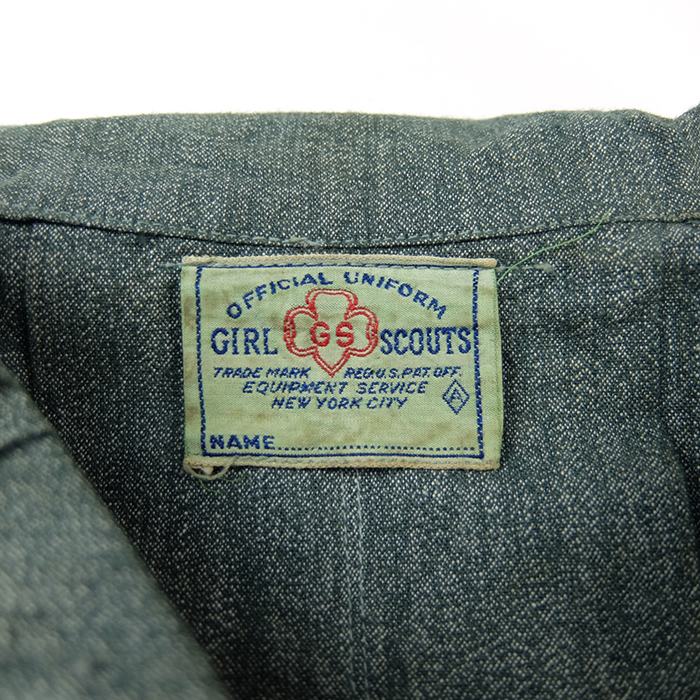 OFFICIAL UNIFORM
GIRL GS SCOUTS
TRADE MARK REG.U.S.PAT.OFF.
EQUIPMENT SERVICE
NEW YORK CITY
A
NAME